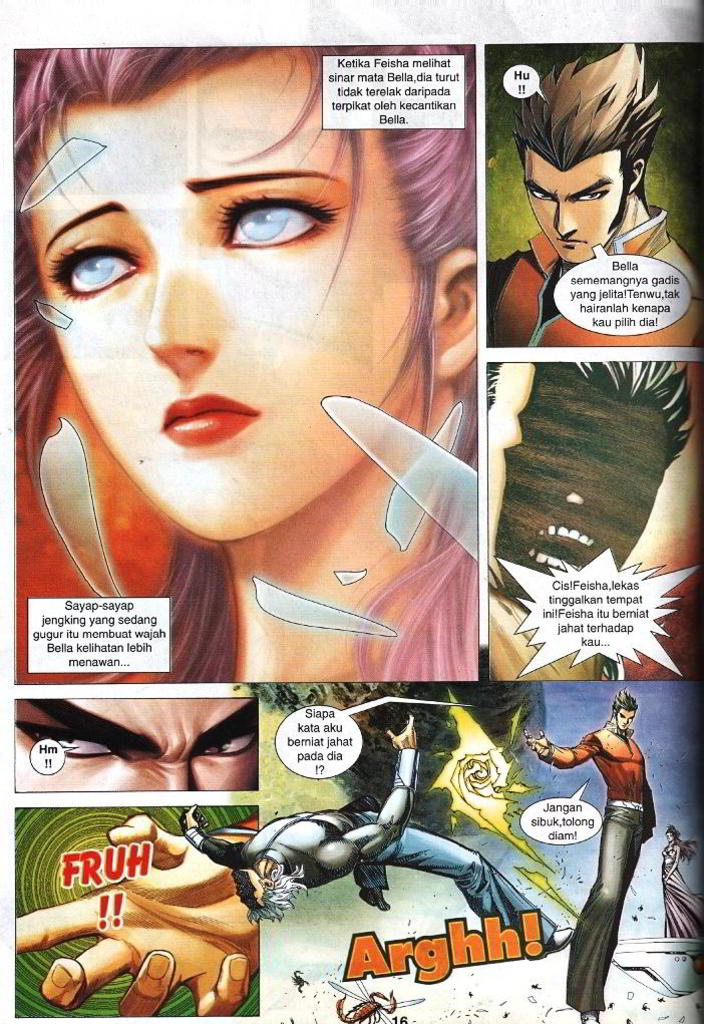 Ketika Feisha melihat
sinar mata Bella,dia turut
tidak terelak daripada
terpikat oleh kecantikan
Bella.
Hu
!!
Bella
sememangnya gadis
yang jelita!Tenwu,tak
hairanlah kenapa
kau pilih dia!
Sayap-sayap
jengking yang sedang
gugur itu membuat wajah
Bella kelihatan lebih
menawan...
Cis!Feisha,lekas
tinggalkan tempat
ini!Feisha itu berniat
jahat terhadap
kau...
Hm
!!
Siapa
kata aku
berniat jahat
pada dia
!?
Jangan
sibuk,tolong
diam!
FRUH
!!
Arghh!
16